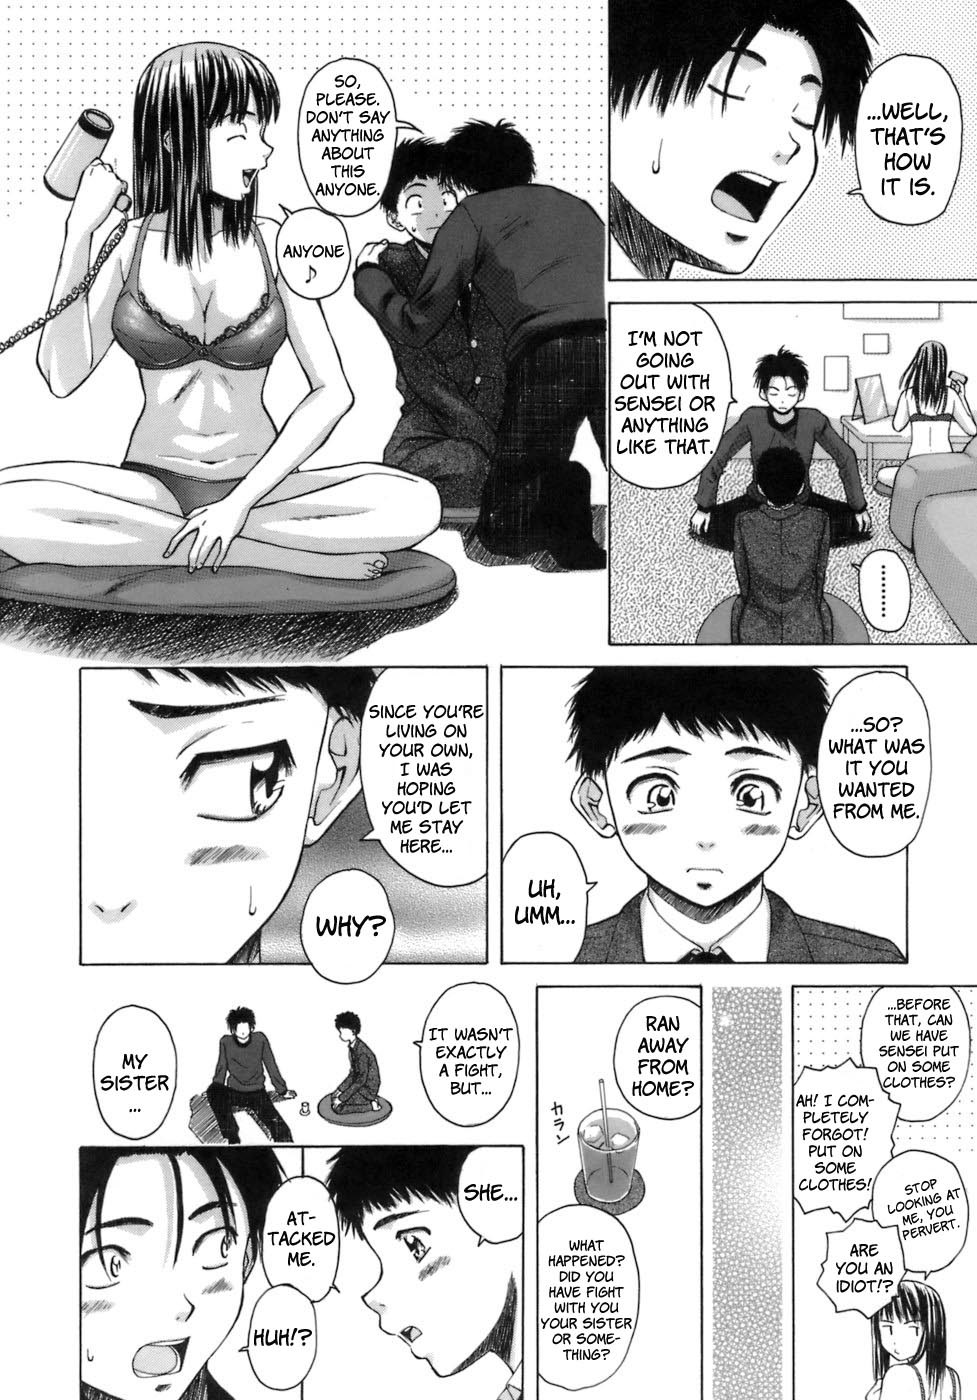 ...WELL,
THAT'S
HOW
IT IS.
SO,
PLEASE.
DON'T SAY
ANYTHING
ABOUT
THIS
ANYONE.
ANYONE
♪
I'M NOT
GOING
OUT WITH
SENSEI OR
ANYTHING
LIKE THAT.
........
...SO?
WHAT WAS
IT YOU
WANTED
FROM ME.
UH,
UMM...
SINCE YOU'RE
LIVING ON
YOUR OWN,
I WAS
HOPING
YOU'D LET
ME STAY
HERE...
WHY?
...BEFORE
THAT, CAN
WE HAVE
SENSEI PUT
ON SOME
CLOTHES?
AH! I COM-
PLETELY
FORGOT!
PUT ON
SOME
CLOTHES!
STOP
LOOKING AT
ME, YOU
PERVERT.
ARE
YOU AN
IDIOT!?
RAN
AWAY
FROM
HOME?
カラン
WHAT
HAPPENED?
DID YOU
HAVE FIGHT
WITH YOU
YOUR SISTER
OR SOME-
THING?
IT WASN'T
EXACTLY
A FIGHT,
BUT...
MY
SISTER
...
SHE...
AT-
TACKED
ME.
HUH!?